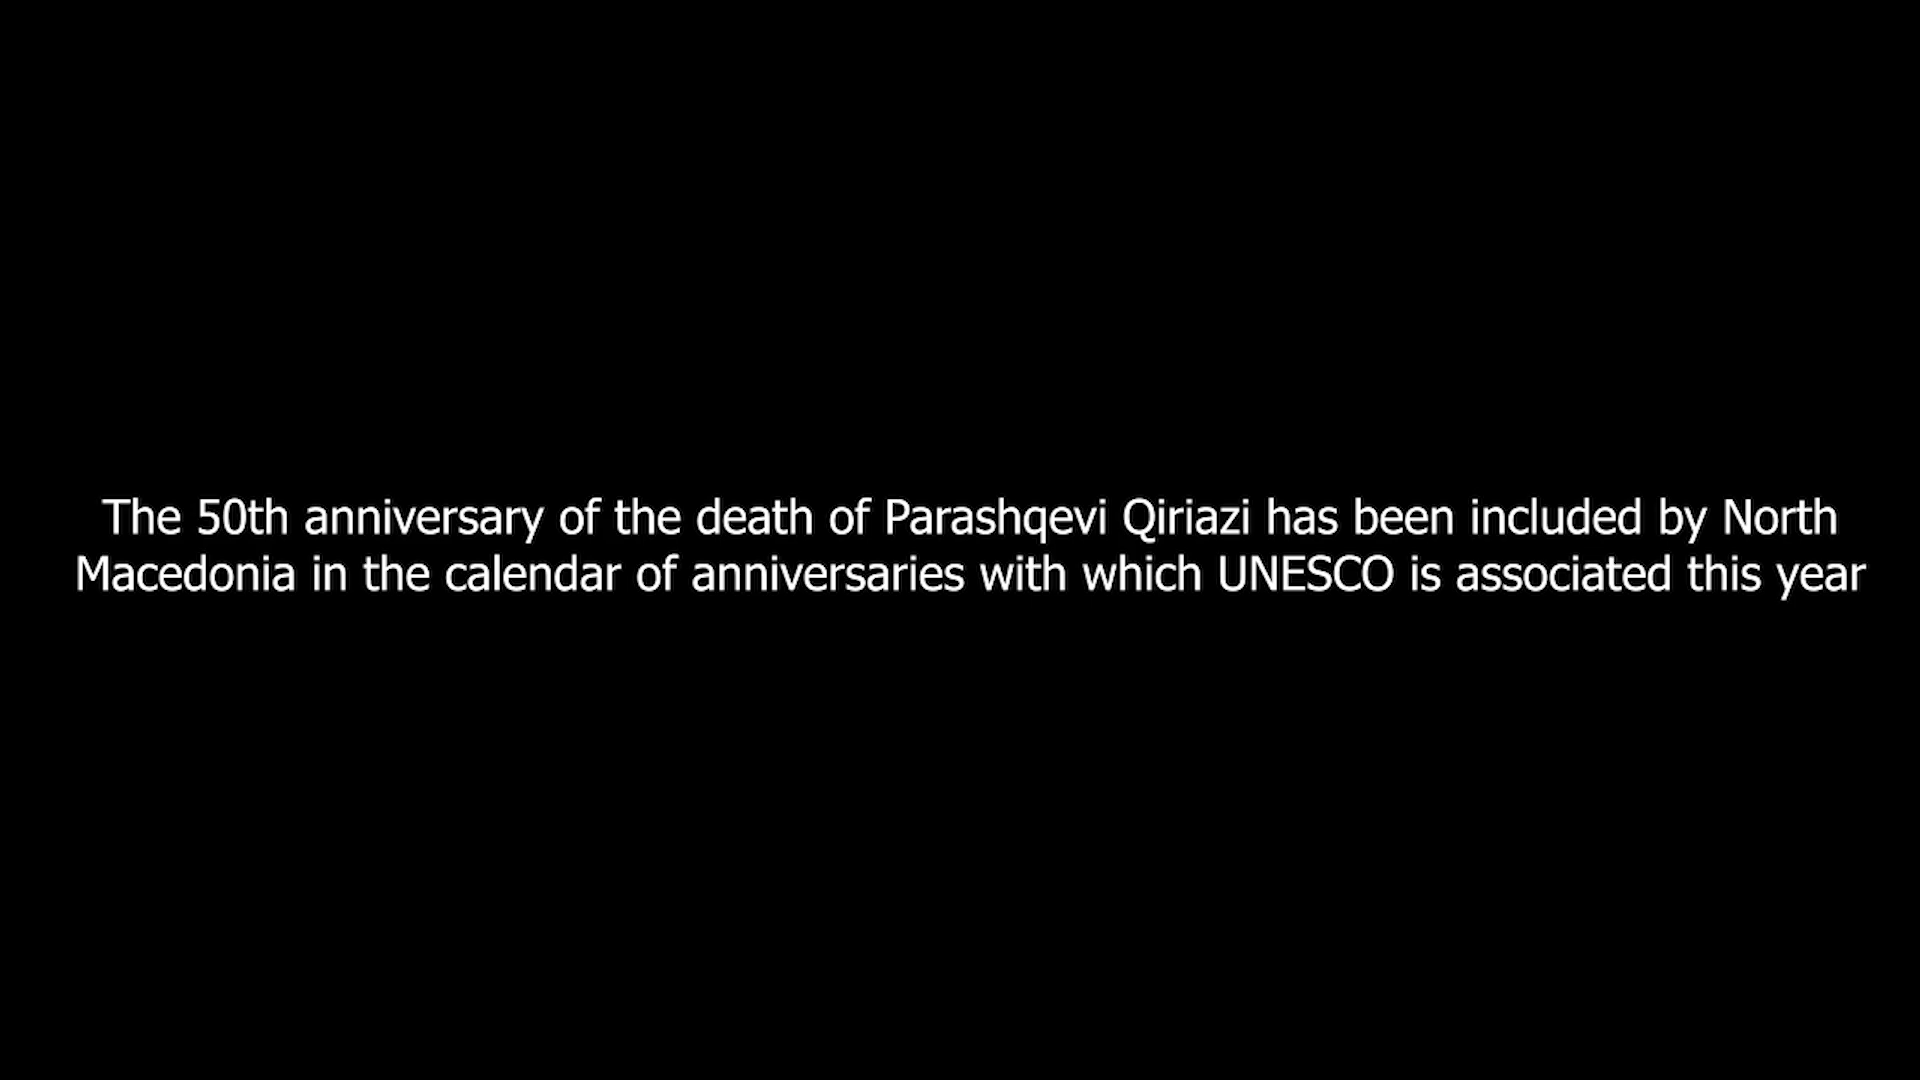 The 50th anniversary of the death of Parashqevi Qiriazi has been included by North
Macedonia in the calendar of anniversaries with which UNESCO is associated this year